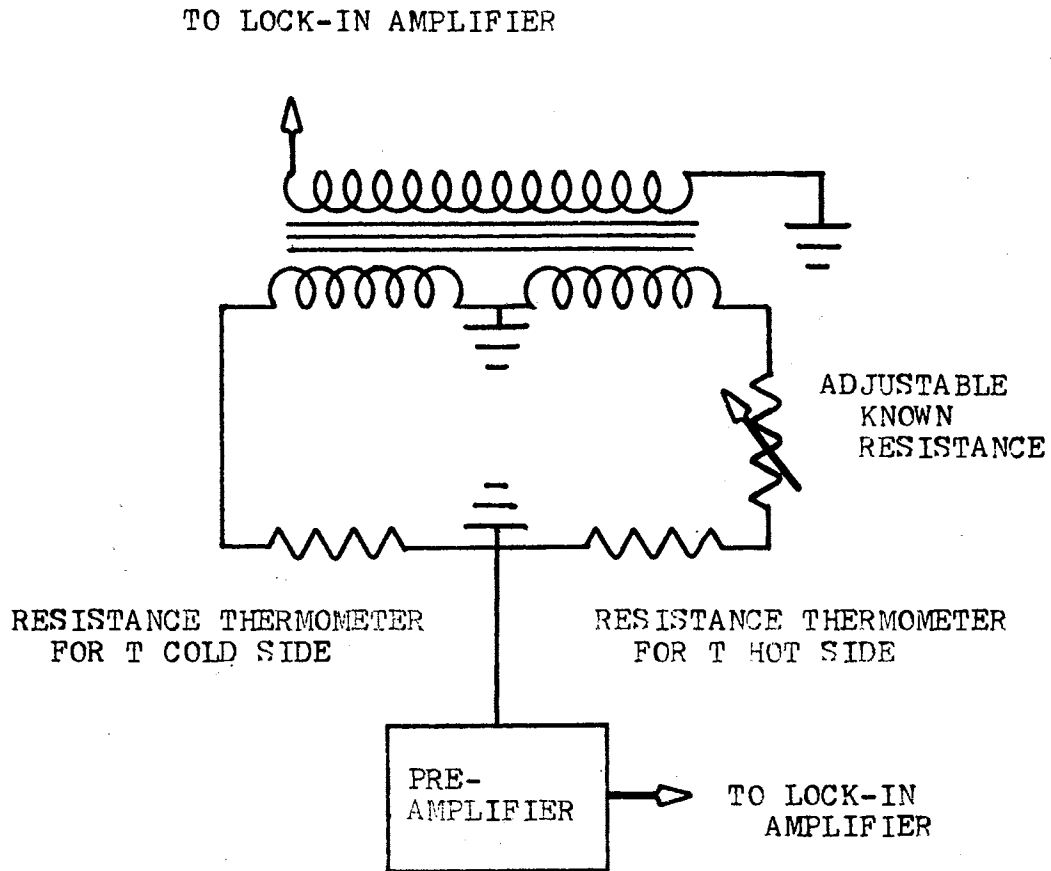 TO LOCK-IN AMPLIFIER
ADJUSTABLE
KNOWN
RESISTANCE
RESISTANCE THERMOMETER
FOR T COLD SIDE
RESISTANCE THERMOMETER
FOR T HOT SIDE
PRE-
AMPLIFIER
TO LOCK-IN
AMPLIFIER